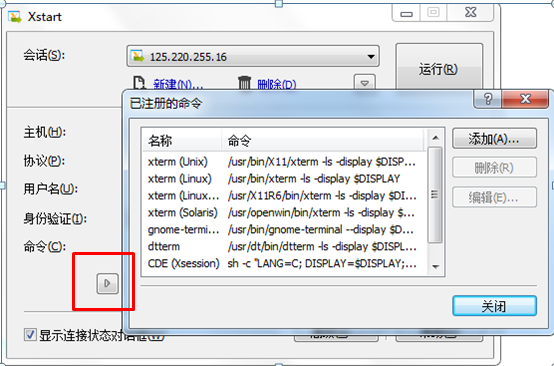 Xstart
会话(S):
125.220.255.16
运行(R)
新建(N)...
删除(D)
已注册的命令
主机(H):
协议(P):
用户名(U):
身份验证(I):
命令(C):
名称 命令
xterm (Unix) /usr/bin/X11/xterm -ls -display $DISP...
xterm (Linux) /usr/bin/xterm -ls -display $DISPLAY
xterm (Linux... /usr/X11R6/bin/xterm -ls -display $DI...
xterm (Solaris) /usr/openwin/bin/xterm -ls -display $...
gnome-termi... /usr/bin/gnome-terminal --display $D...
dtterm /usr/dt/bin/dtterm -ls -display $DISPL...
CDE (Xsession) sh -c "LANG=C; DISPLAY=$DISPLAY;...
添加(A)...
删除(R)
编辑(E)...
关闭
显示连接状态对话框(W)